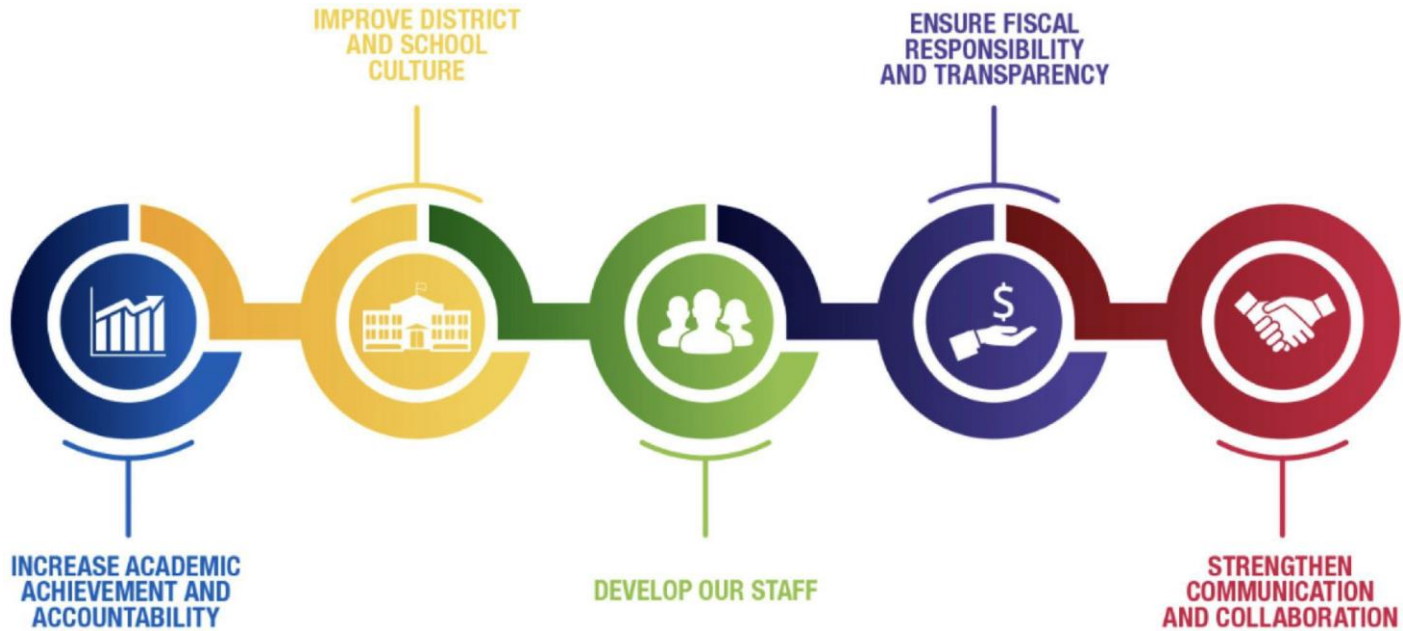 IMPROVE DISTRICT
AND SCHOOL
CULTURE
ENSURE FISCAL
RESPONSIBILITY
AND TRANSPARENCY
$
INCREASE ACADEMIC
ACHIEVEMENT AND
ACCOUNTABILITY
DEVELOP OUR STAFF
STRENGTHEN
COMMUNICATION
AND COLLABORATION